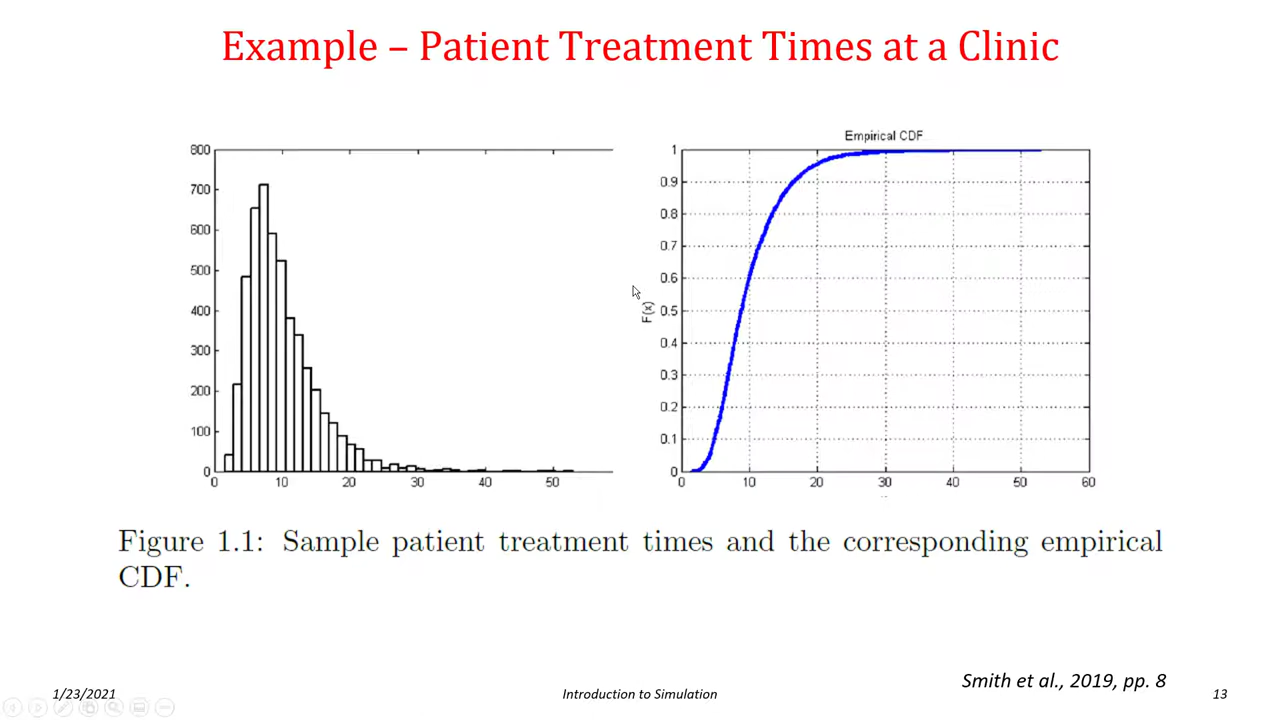 Example – Patient Treatment Times at a Clinic
800
700
600
500
400
300
200
100
0
0 10 20 30 40 50
Empirical CDF
1
0.9
0.8
0.7
0.6
0.5
0.4
0.3
0.2
0.1
0
F(x)
0 10 20 30 40 50 60
Figure 1.1: Sample patient treatment times and the corresponding empirical
CDF.
Smith et al., 2019, pp. 8
1/23/2021 Introduction to Simulation 13